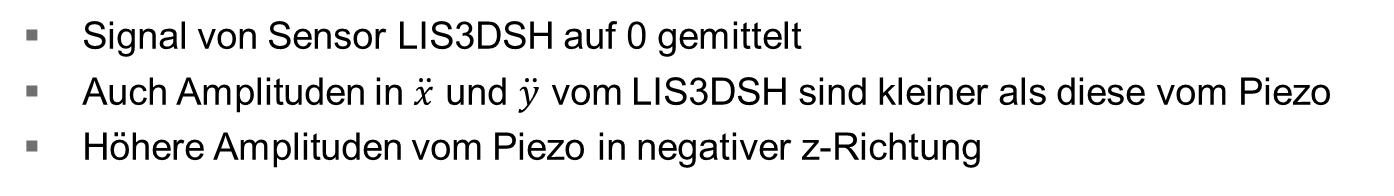 ▪ Signal von Sensor LIS3DSH auf 0 gemittelt
▪ Auch Amplituden in ẍ und ÿ vom LIS3DSH sind kleiner als diese vom Piezo
▪ Höhere Amplituden vom Piezo in negativer z-Richtung